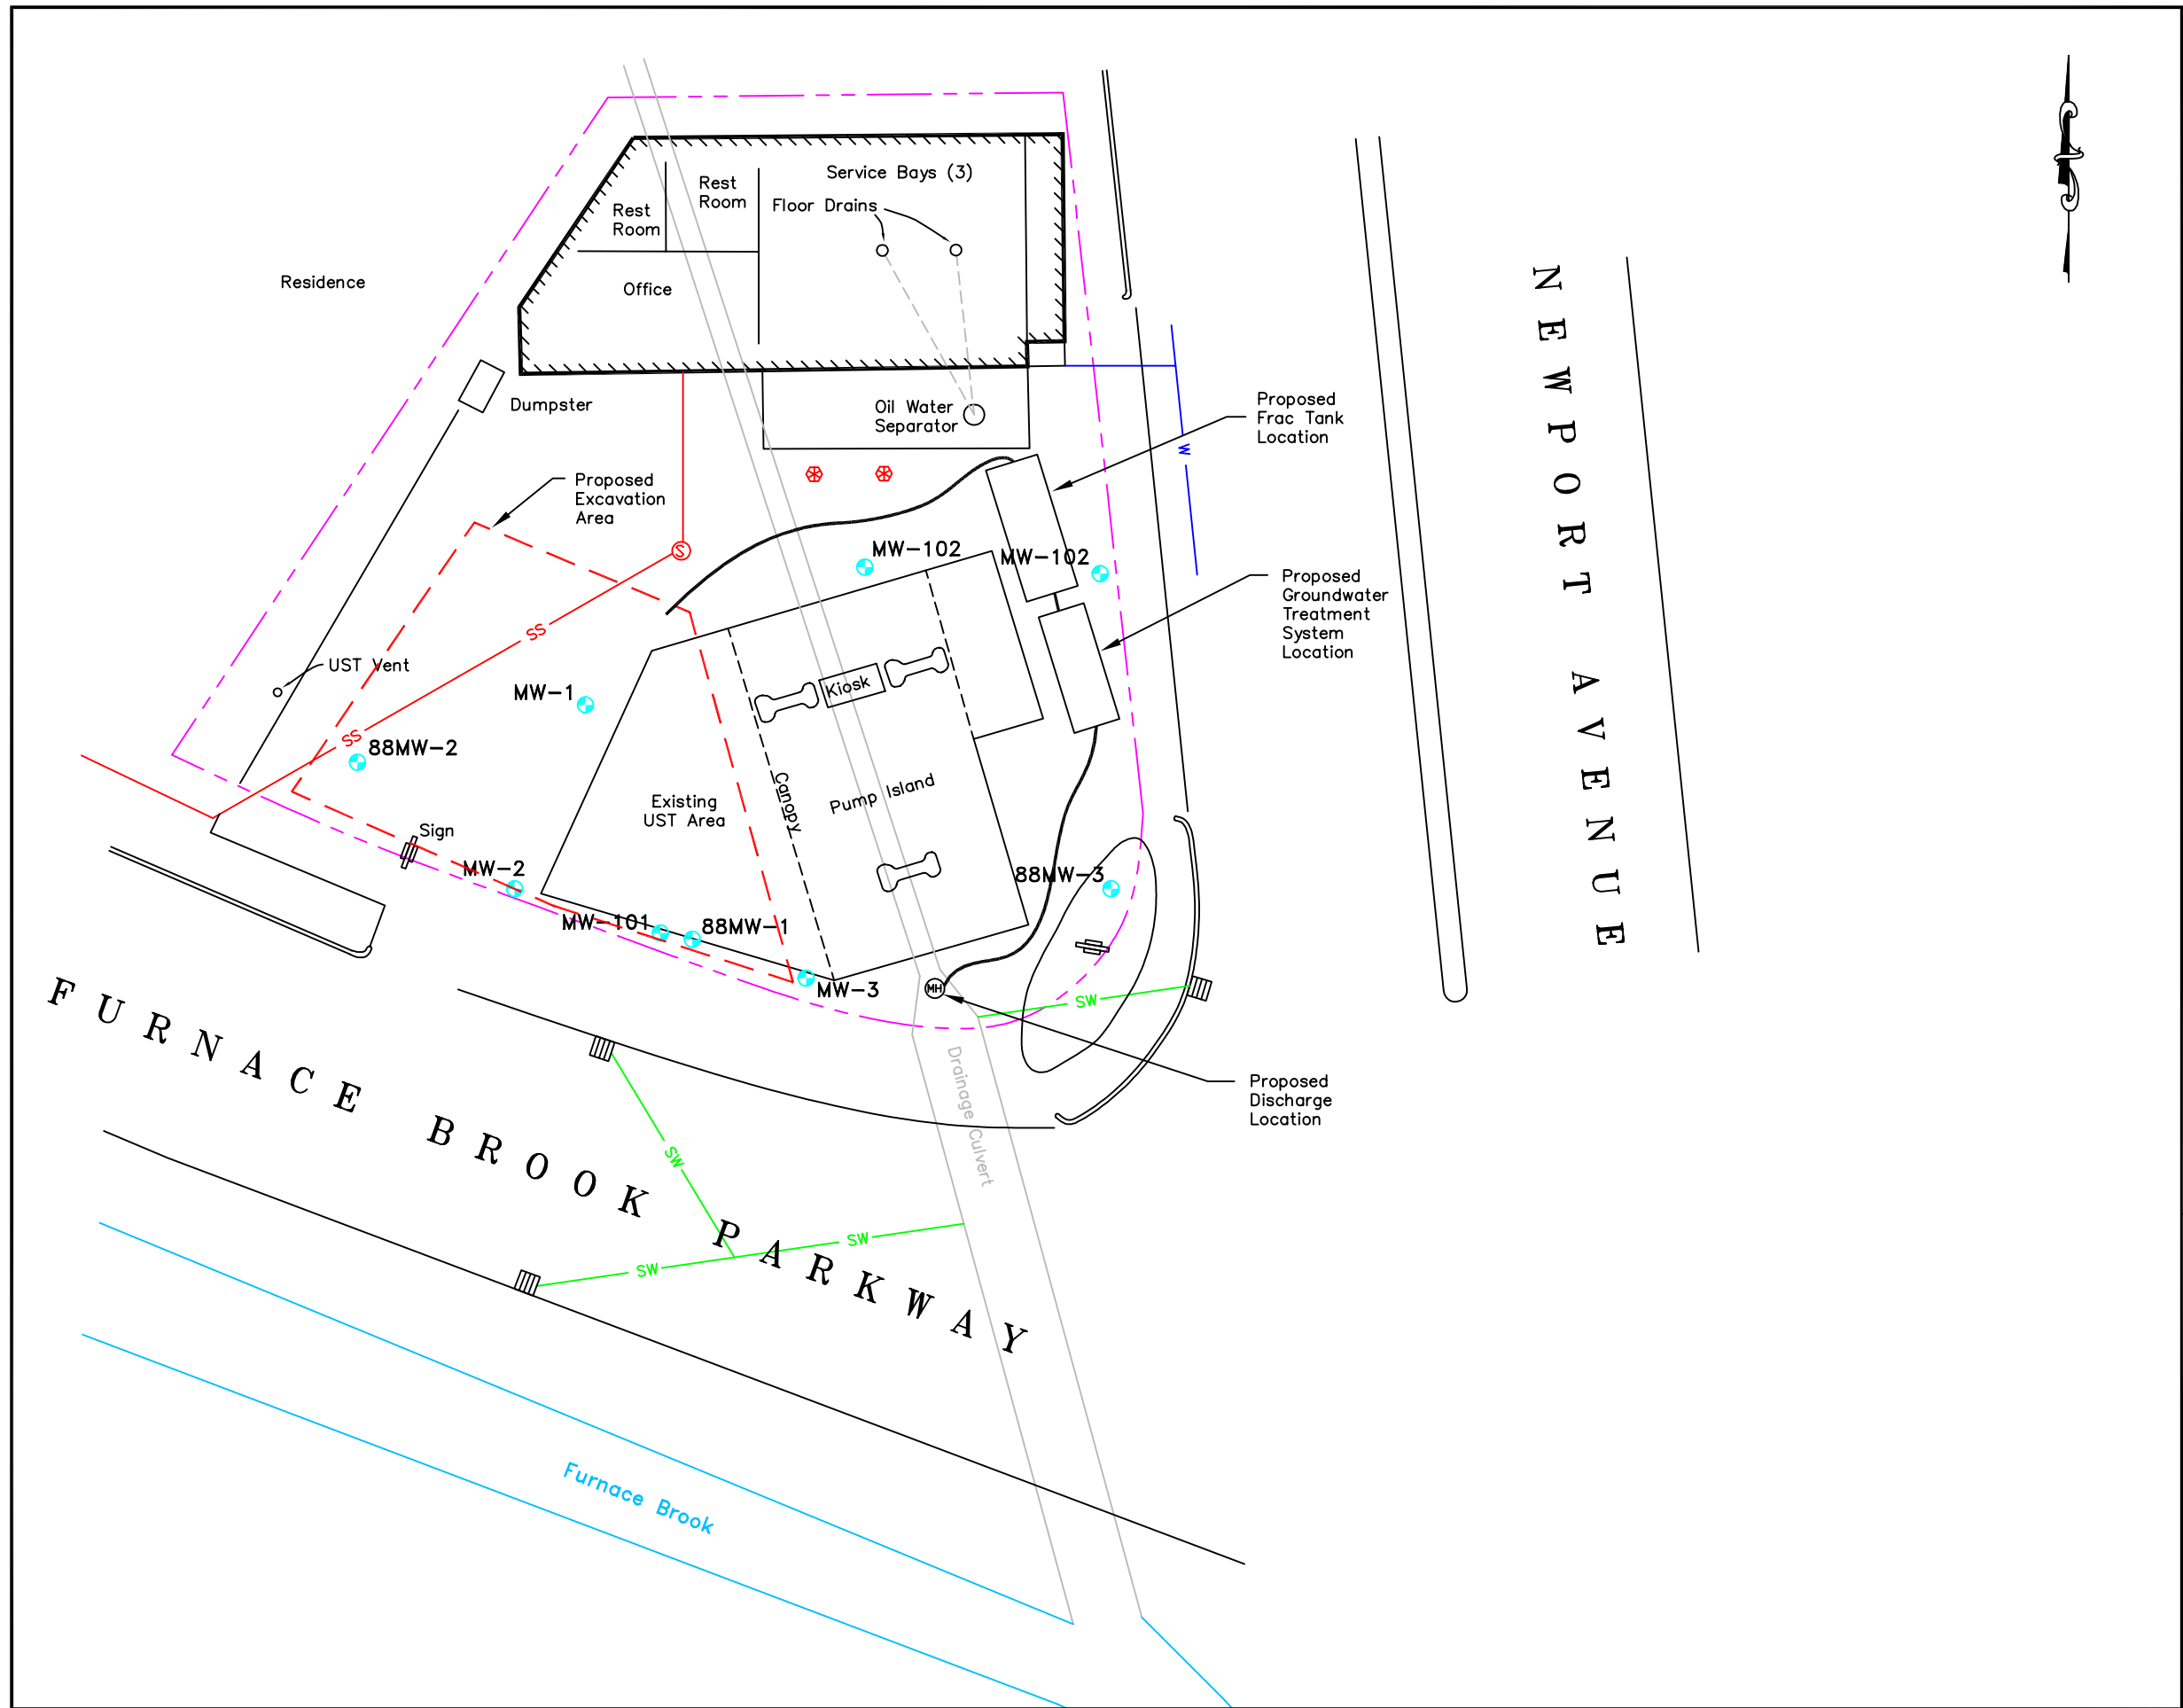 Service Bays (3)
Rest
Room
Rest
Room
Floor Drains
Residence
Office
Dumpster
Oil Water
Separator
Proposed
Frac Tank
Location
W
Proposed
Excavation
Area
S
MW-102
MW-102
Proposed
Groundwater
Treatment
System
Location
SS
UST Vent
Kiosk
MW-1
SS
88MW-2
Existing
UST Area
Canopy
Pump Island
Sign
MW-2
88MW-3
MW-101
88MW-1
MW-3
MH
SW
NEWPORT AVENUE
Drainage Culvert
Proposed
Discharge
Location
FURNACE BROOK PARKWAY
SW
SW
SW
Furnace Brook